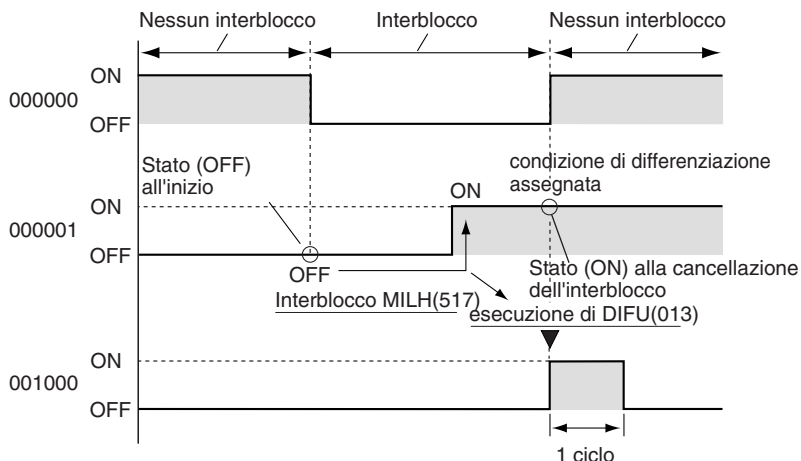 Nessun interblocco
Interblocco
Nessun interblocco
ON
000000
OFF
Stato (OFF)
all'inizio
condizione di differenziazione
assegnata
ON
ON
000001
OFF
OFF
Stato (ON) alla cancellazione
dell'interblocco
Interblocco MILH(517)
esecuzione di DIFU(013)
ON
001000
OFF
1 ciclo